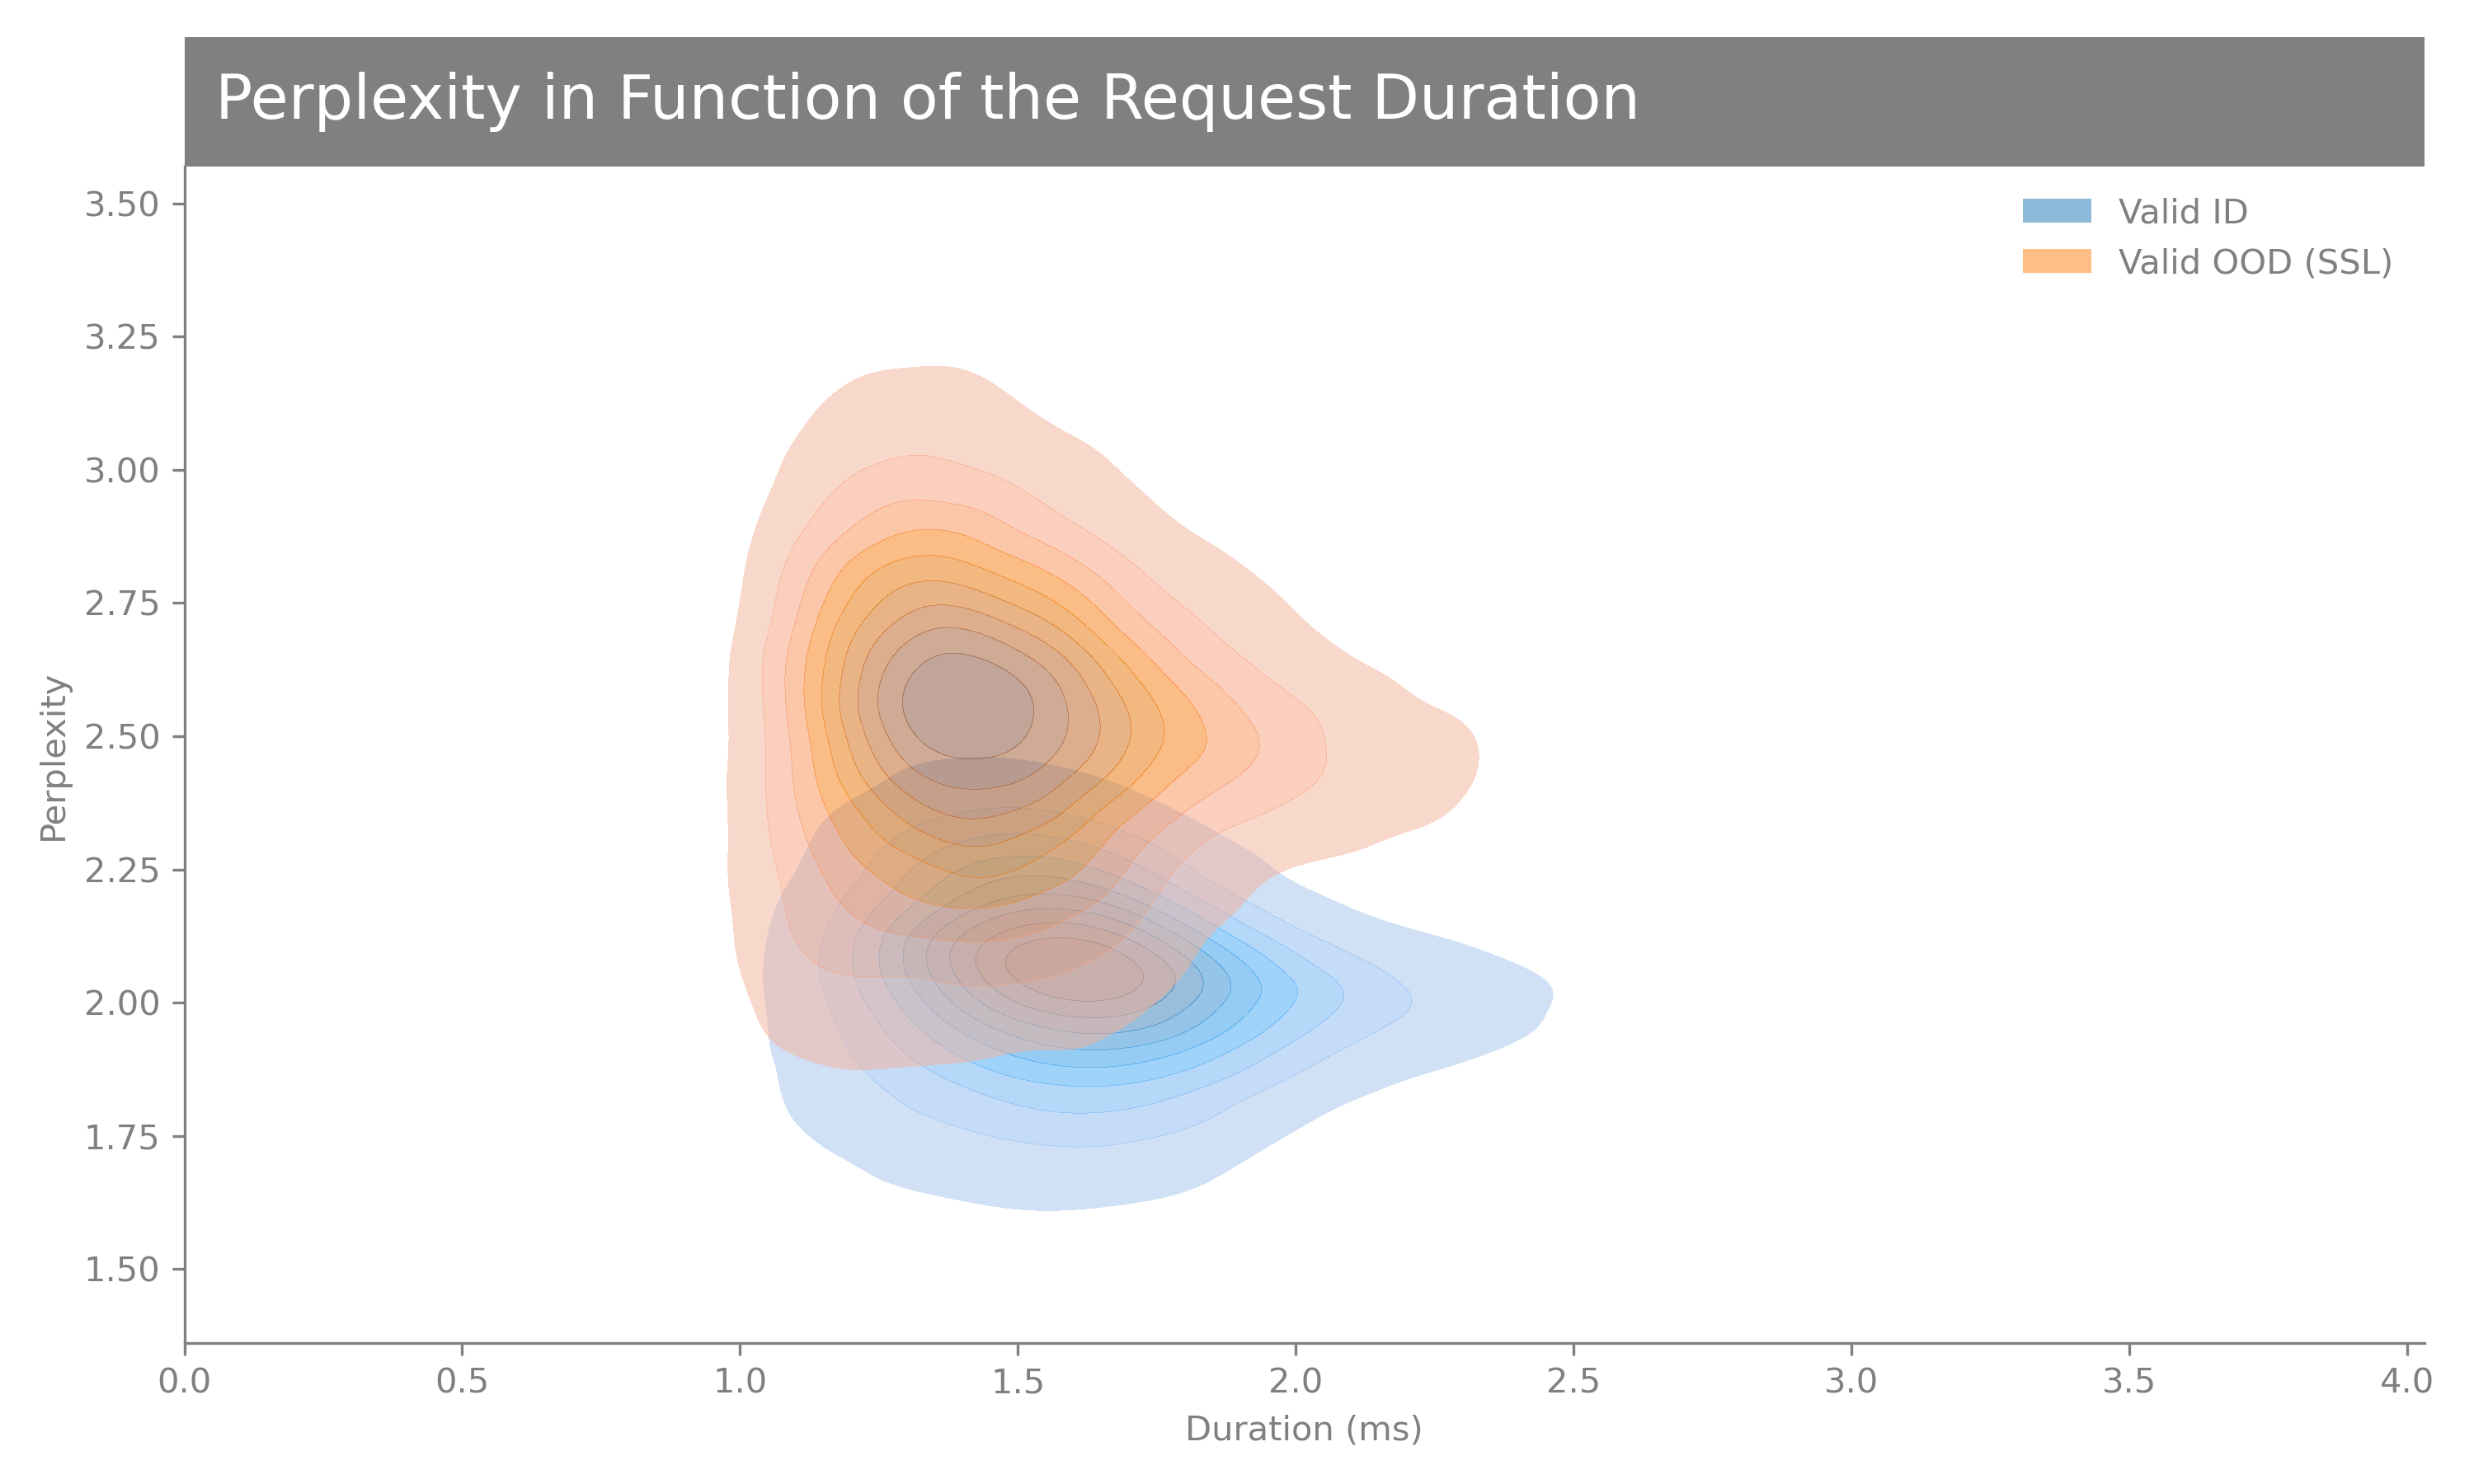 Perplexity in Function of the Request Duration
Valid ID
Valid OOD (SSL)
3.50
3.25
3.00
2.75
2.50
2.25
2.00
1.75
1.50
Perplexity
0.0 0.5 1.0 1.5 2.0 2.5 3.0 3.5 4.0
Duration (ms)